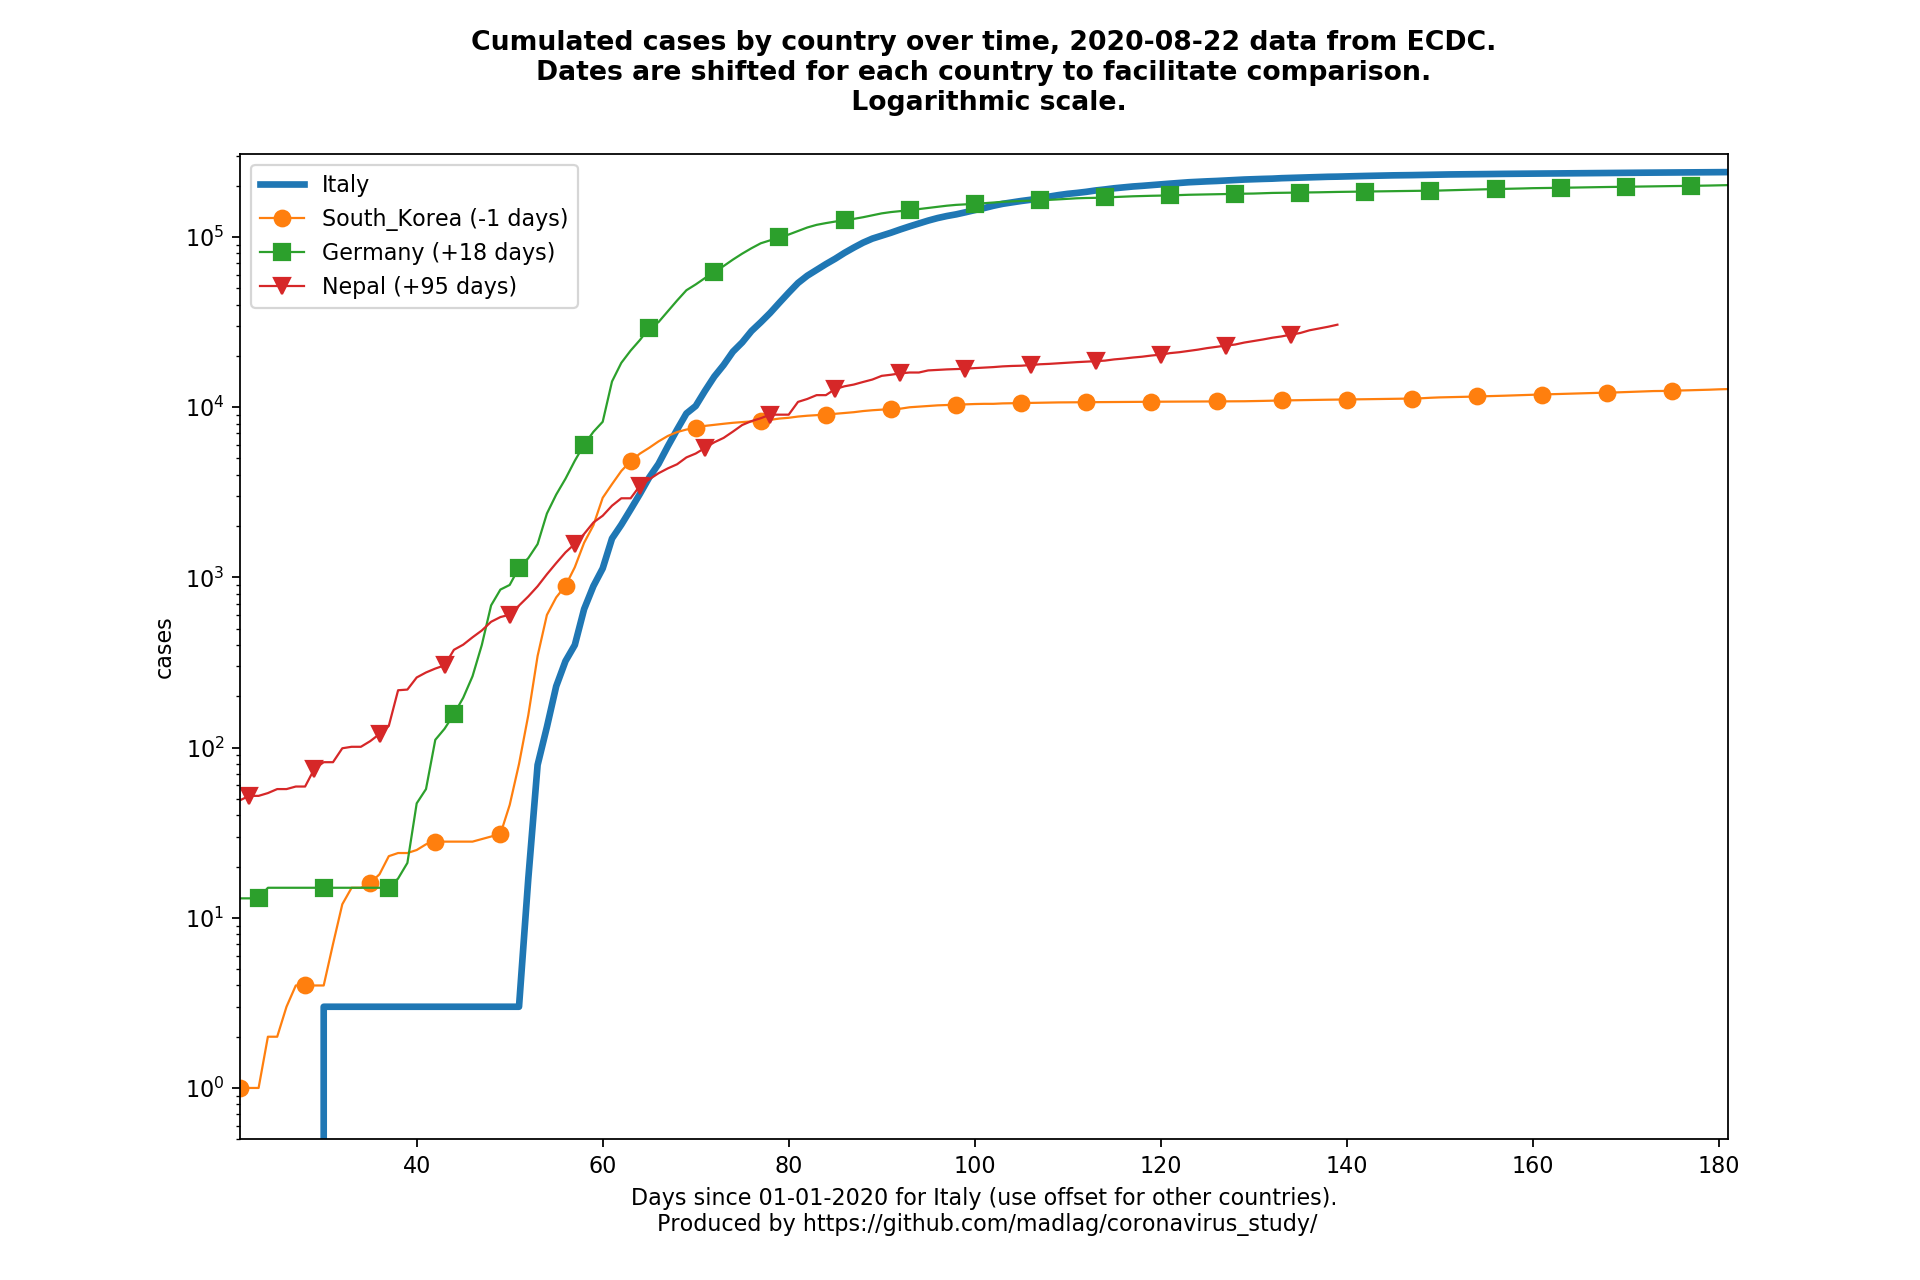 Cumulated cases by country over time, 2020-08-22 data from ECDC.
Dates are shifted for each country to facilitate comparison.
Logarithmic scale.
Italy
South_Korea (-1 days)
Germany (+18 days)
Nepal (+95 days)
10^5
10^4
10^3
10^2
10^1
10^0
cases
40 60 80 100 120 140 160 180
Days since 01-01-2020 for Italy (use offset for other countries).
Produced by https://github.com/madlag/coronavirus_study/